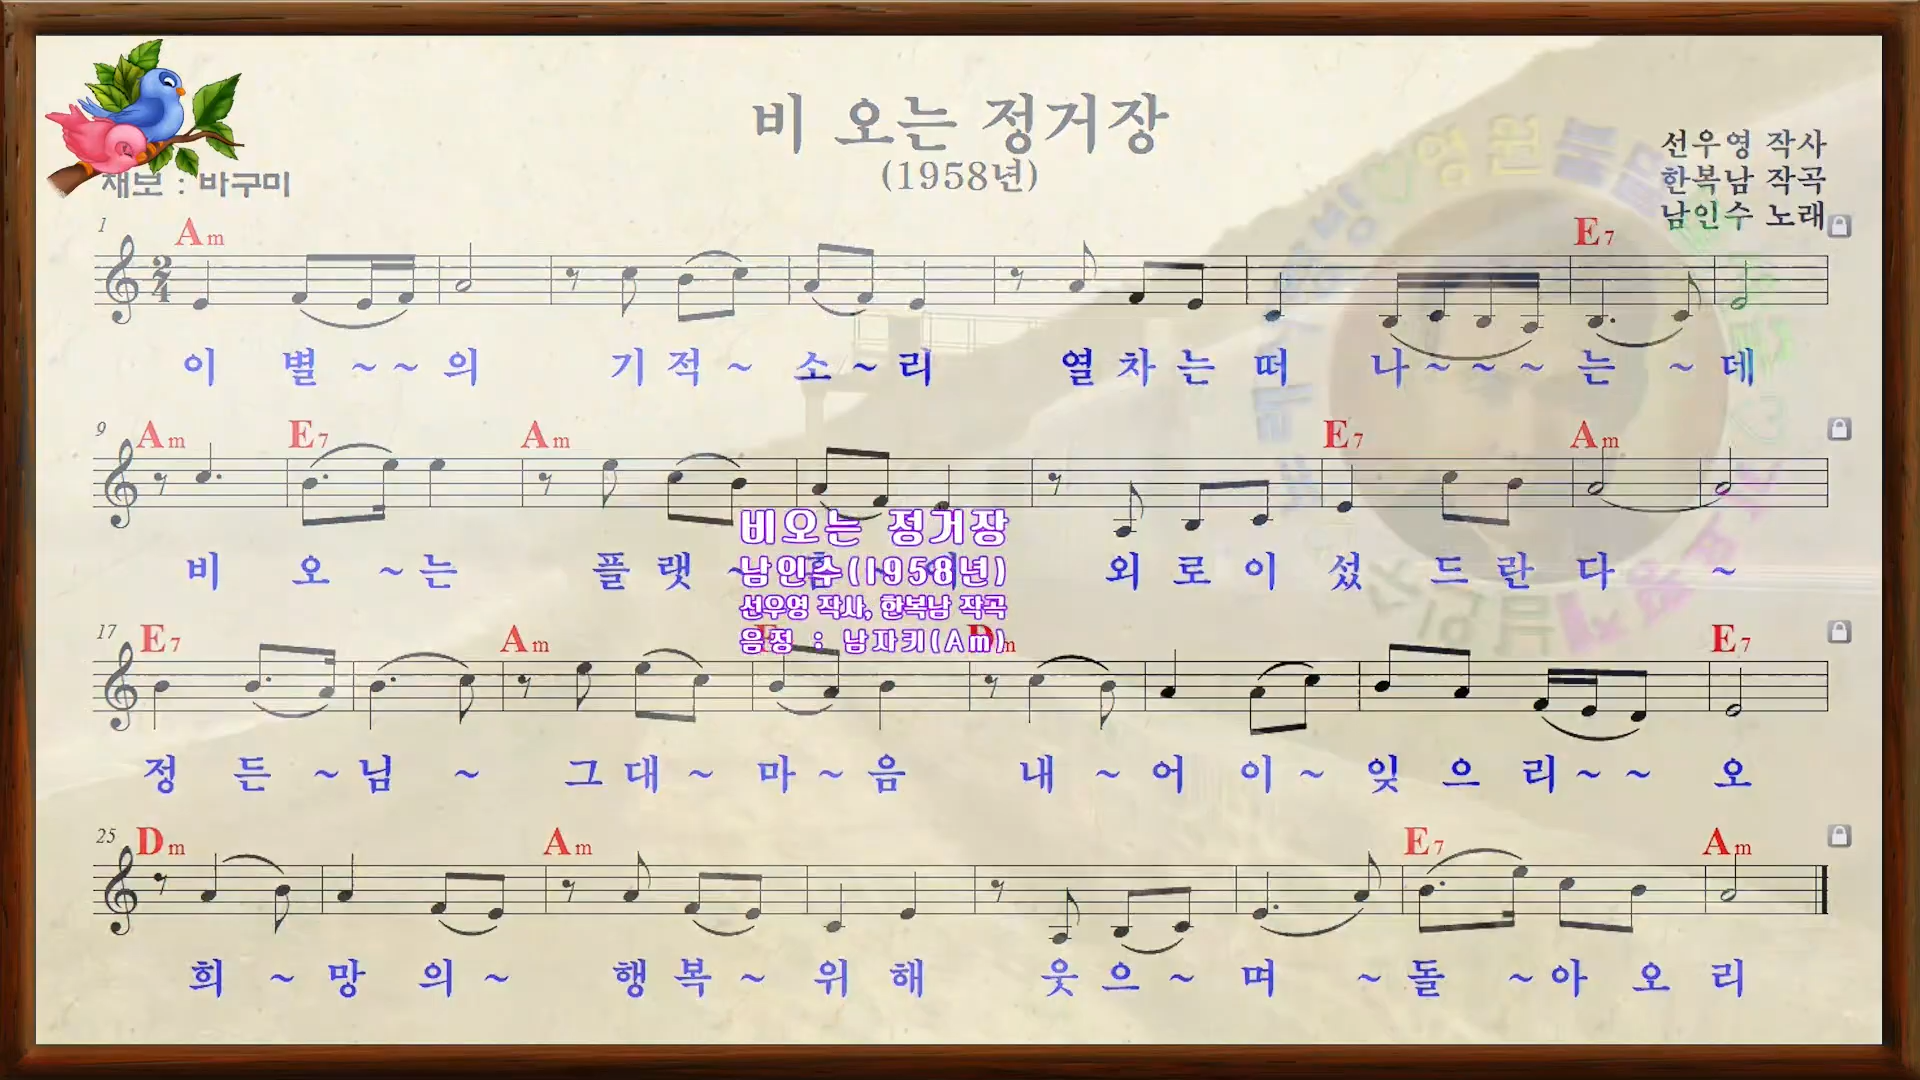 비 오는 정거장
(1958년)
선우영 작사
한복남 작곡
남인수 노래
채보 : 바구미
1
Am E7
2/4
이 별 ~ ~ 의 기 적 ~ 소 ~ 리 열 차 는 떠 나 ~ ~ ~ 는 ~ 데
9
Am E7 Am E7 Am
비 오 ~ 는 플 랫 외 로 이 섰 드 란 다 ~
비오는 정거장
남인수(1958년)
선우영 작사, 한복남 작곡
음정 : 남자키(Am)
17
E7 Am Dm E7
정 든 ~ 님 ~ 그 대 ~ 마 ~ 음 내 ~ 어 이 ~ 잊 으 리 ~ ~ 오
25
Dm Am E7 Am
희 ~ 망 의 ~ 행 복 ~ 위 해 웃 으 ~ 며 ~ 돌 ~ 아 오 리